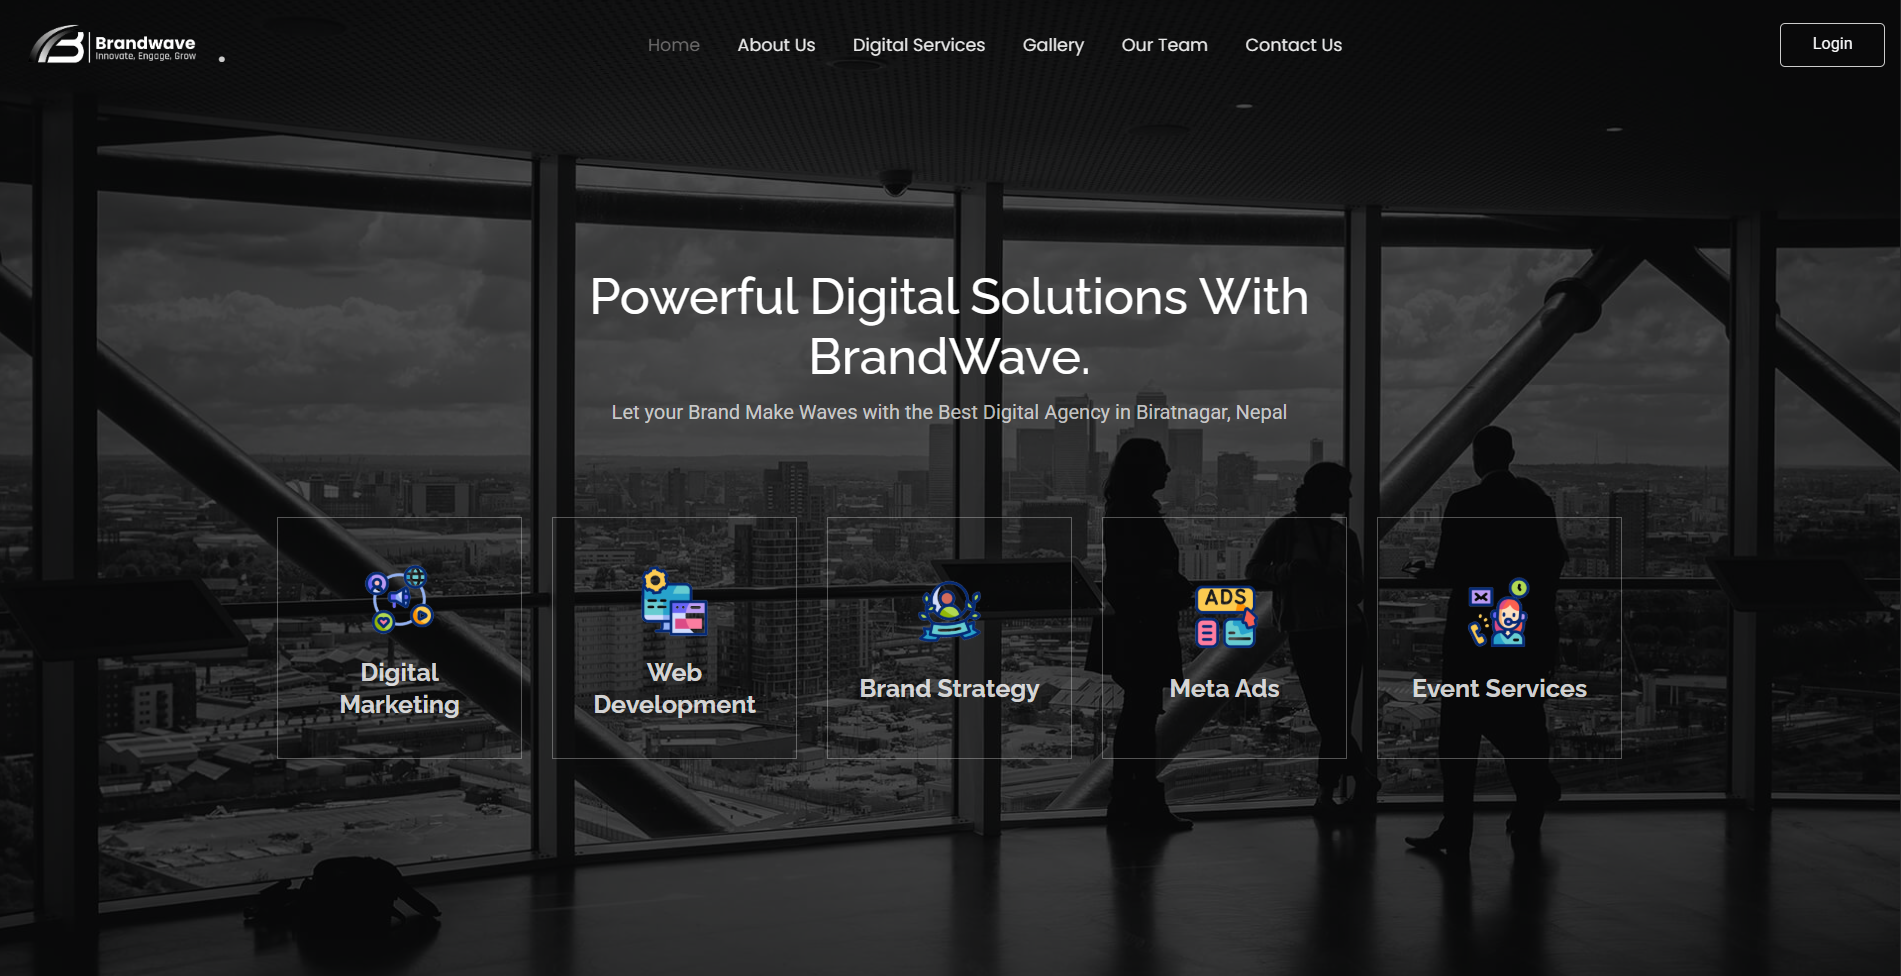 Brandwave
Innovate, Engage, Grow
Home
About Us
Digital Services
Gallery
Our Team
Contact Us
Login
Powerful Digital Solutions With
BrandWave.
Let your Brand Make Waves with the Best Digital Agency in Biratnagar, Nepal
Digital
Marketing
Web
Development
Brand Strategy
ADS
Meta Ads
Event Services